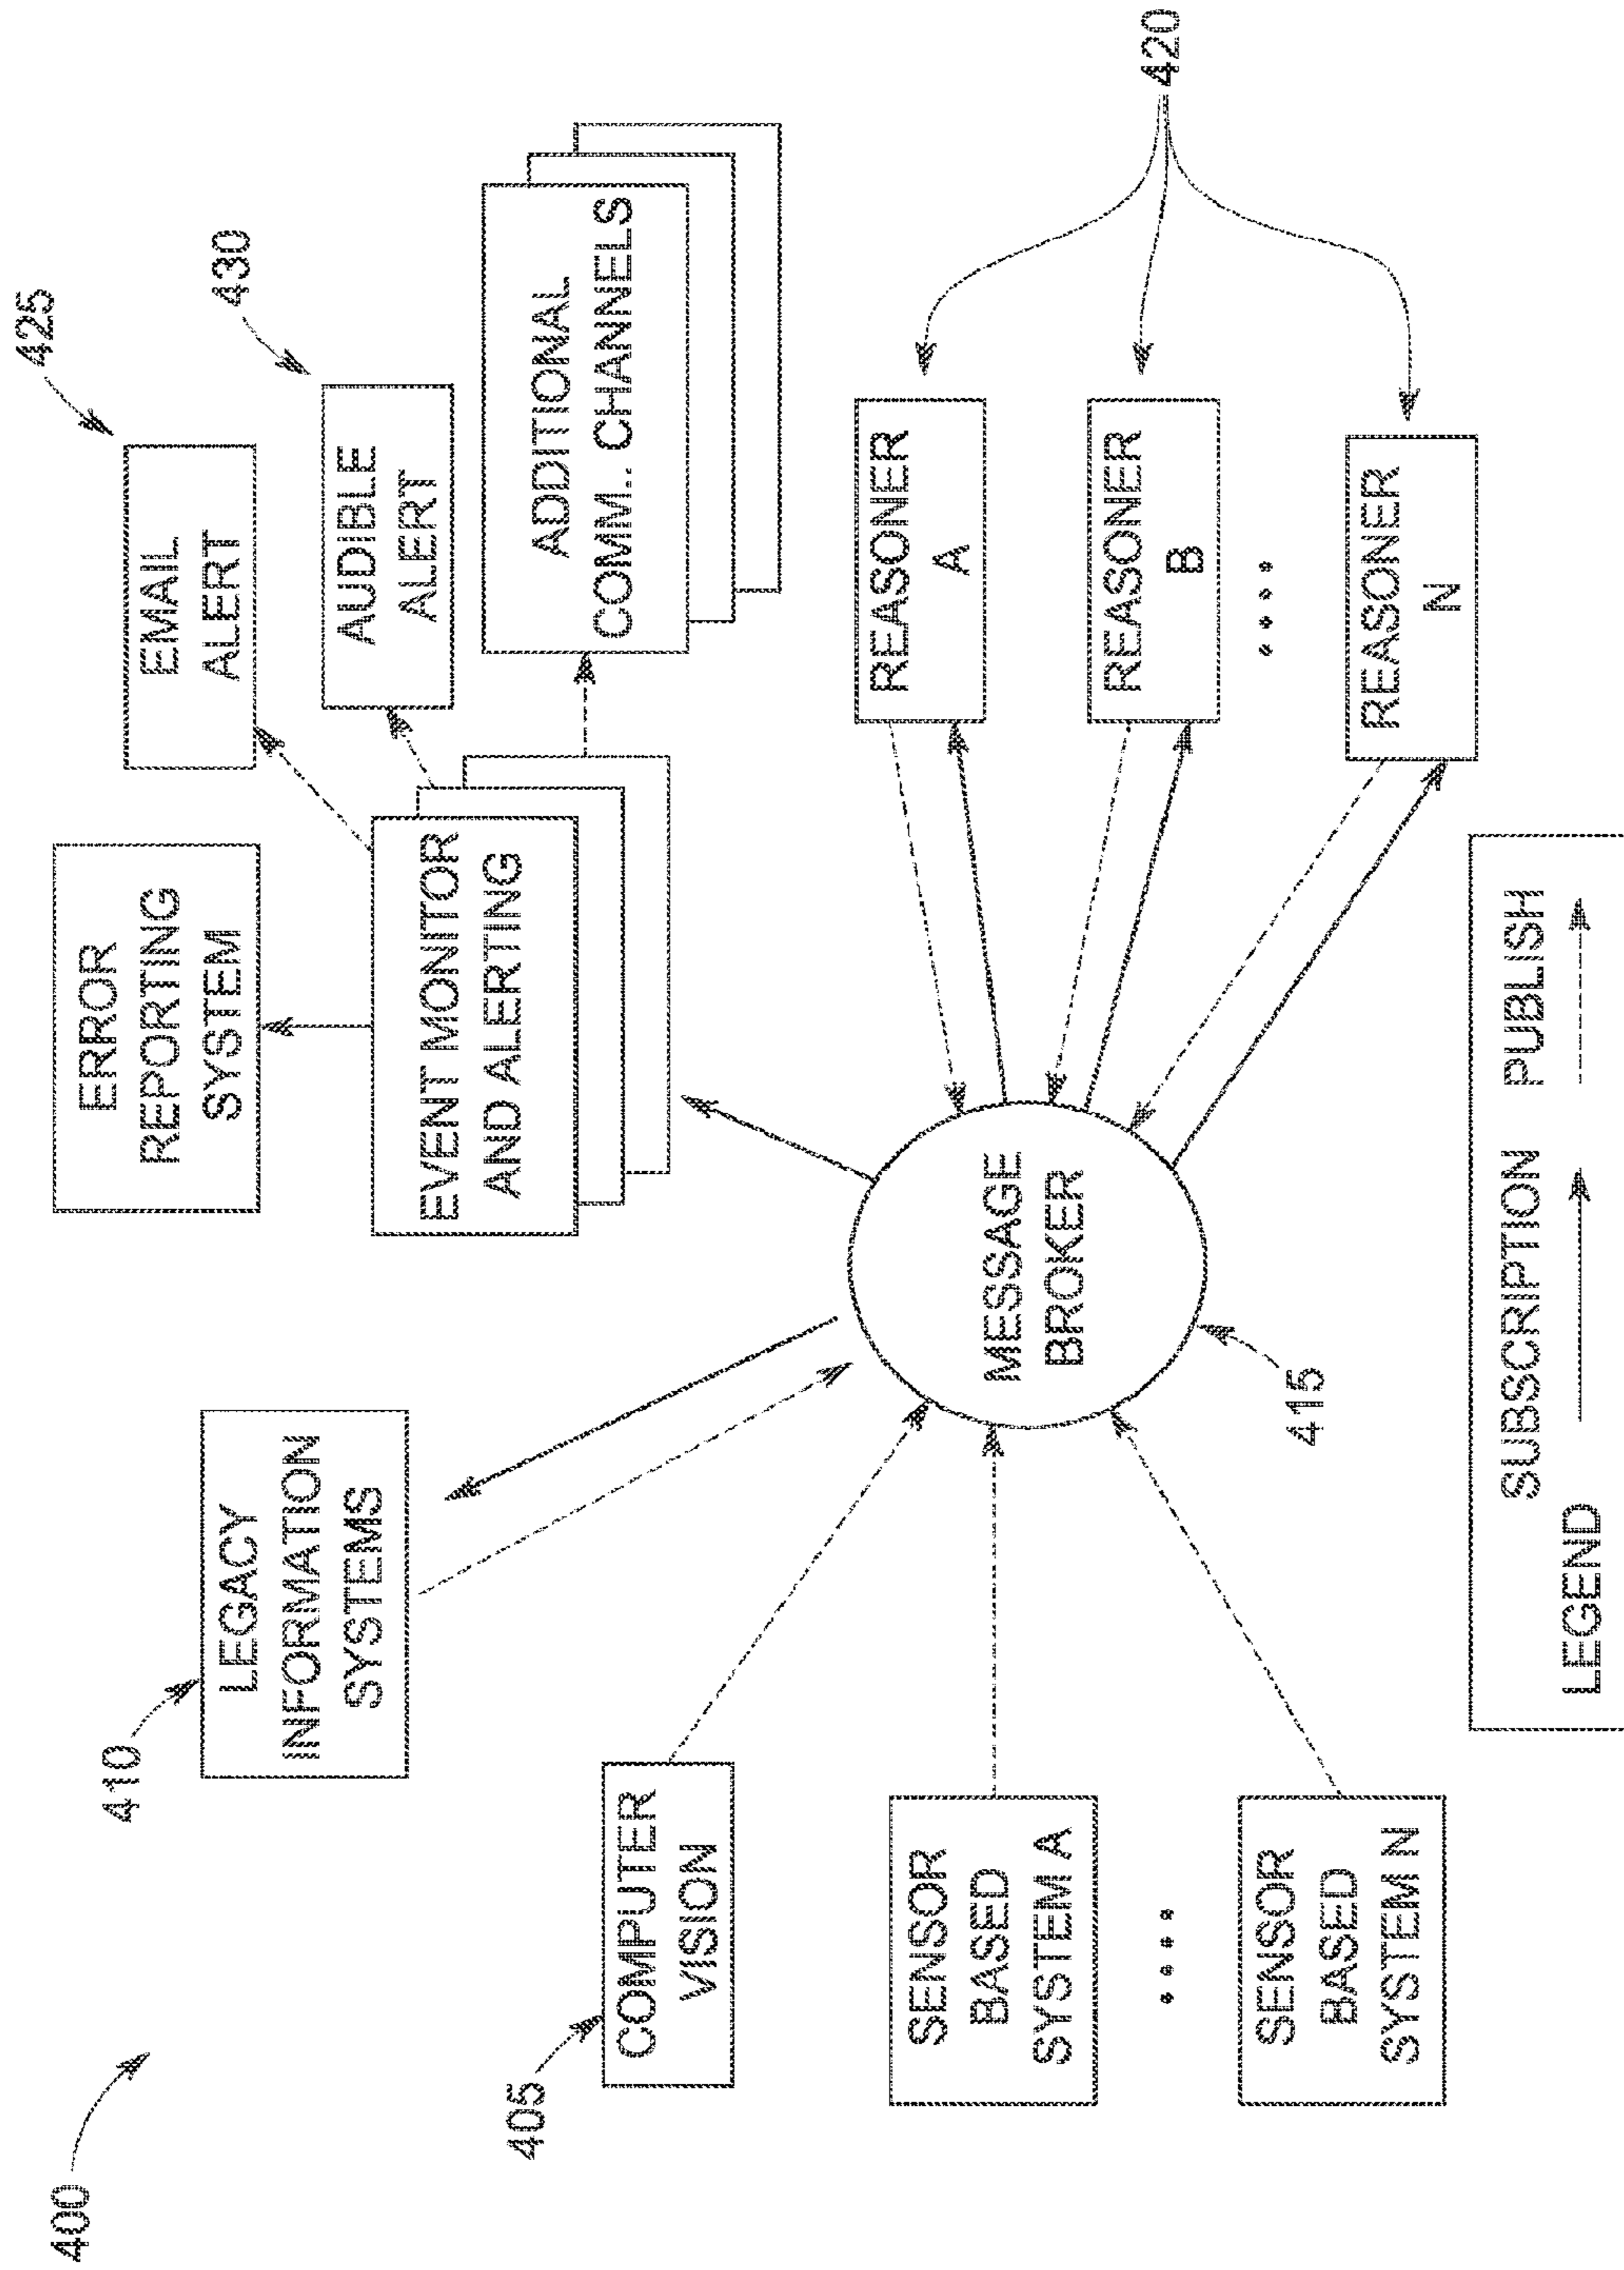 400
425
430
410
405
ERROR
REPORTING
SYSTEM
EMAIL
ALERT
AUDIBLE
ALERT
LEGACY
INFORMATION
SYSTEMS
EVENT MONITOR
AND ALERTING
ADDITIONAL
COMM.. CHANNELS
COMPUTER
VISION
SENSOR
BASED
SYSTEM A
....
SENSOR
BASED
SYSTEM N
MESSAGE
BROKER
415
REASONER
A
REASONER
B
....
REASONER
N
420
SUBSCRIPTION PUBLISH
LEGEND